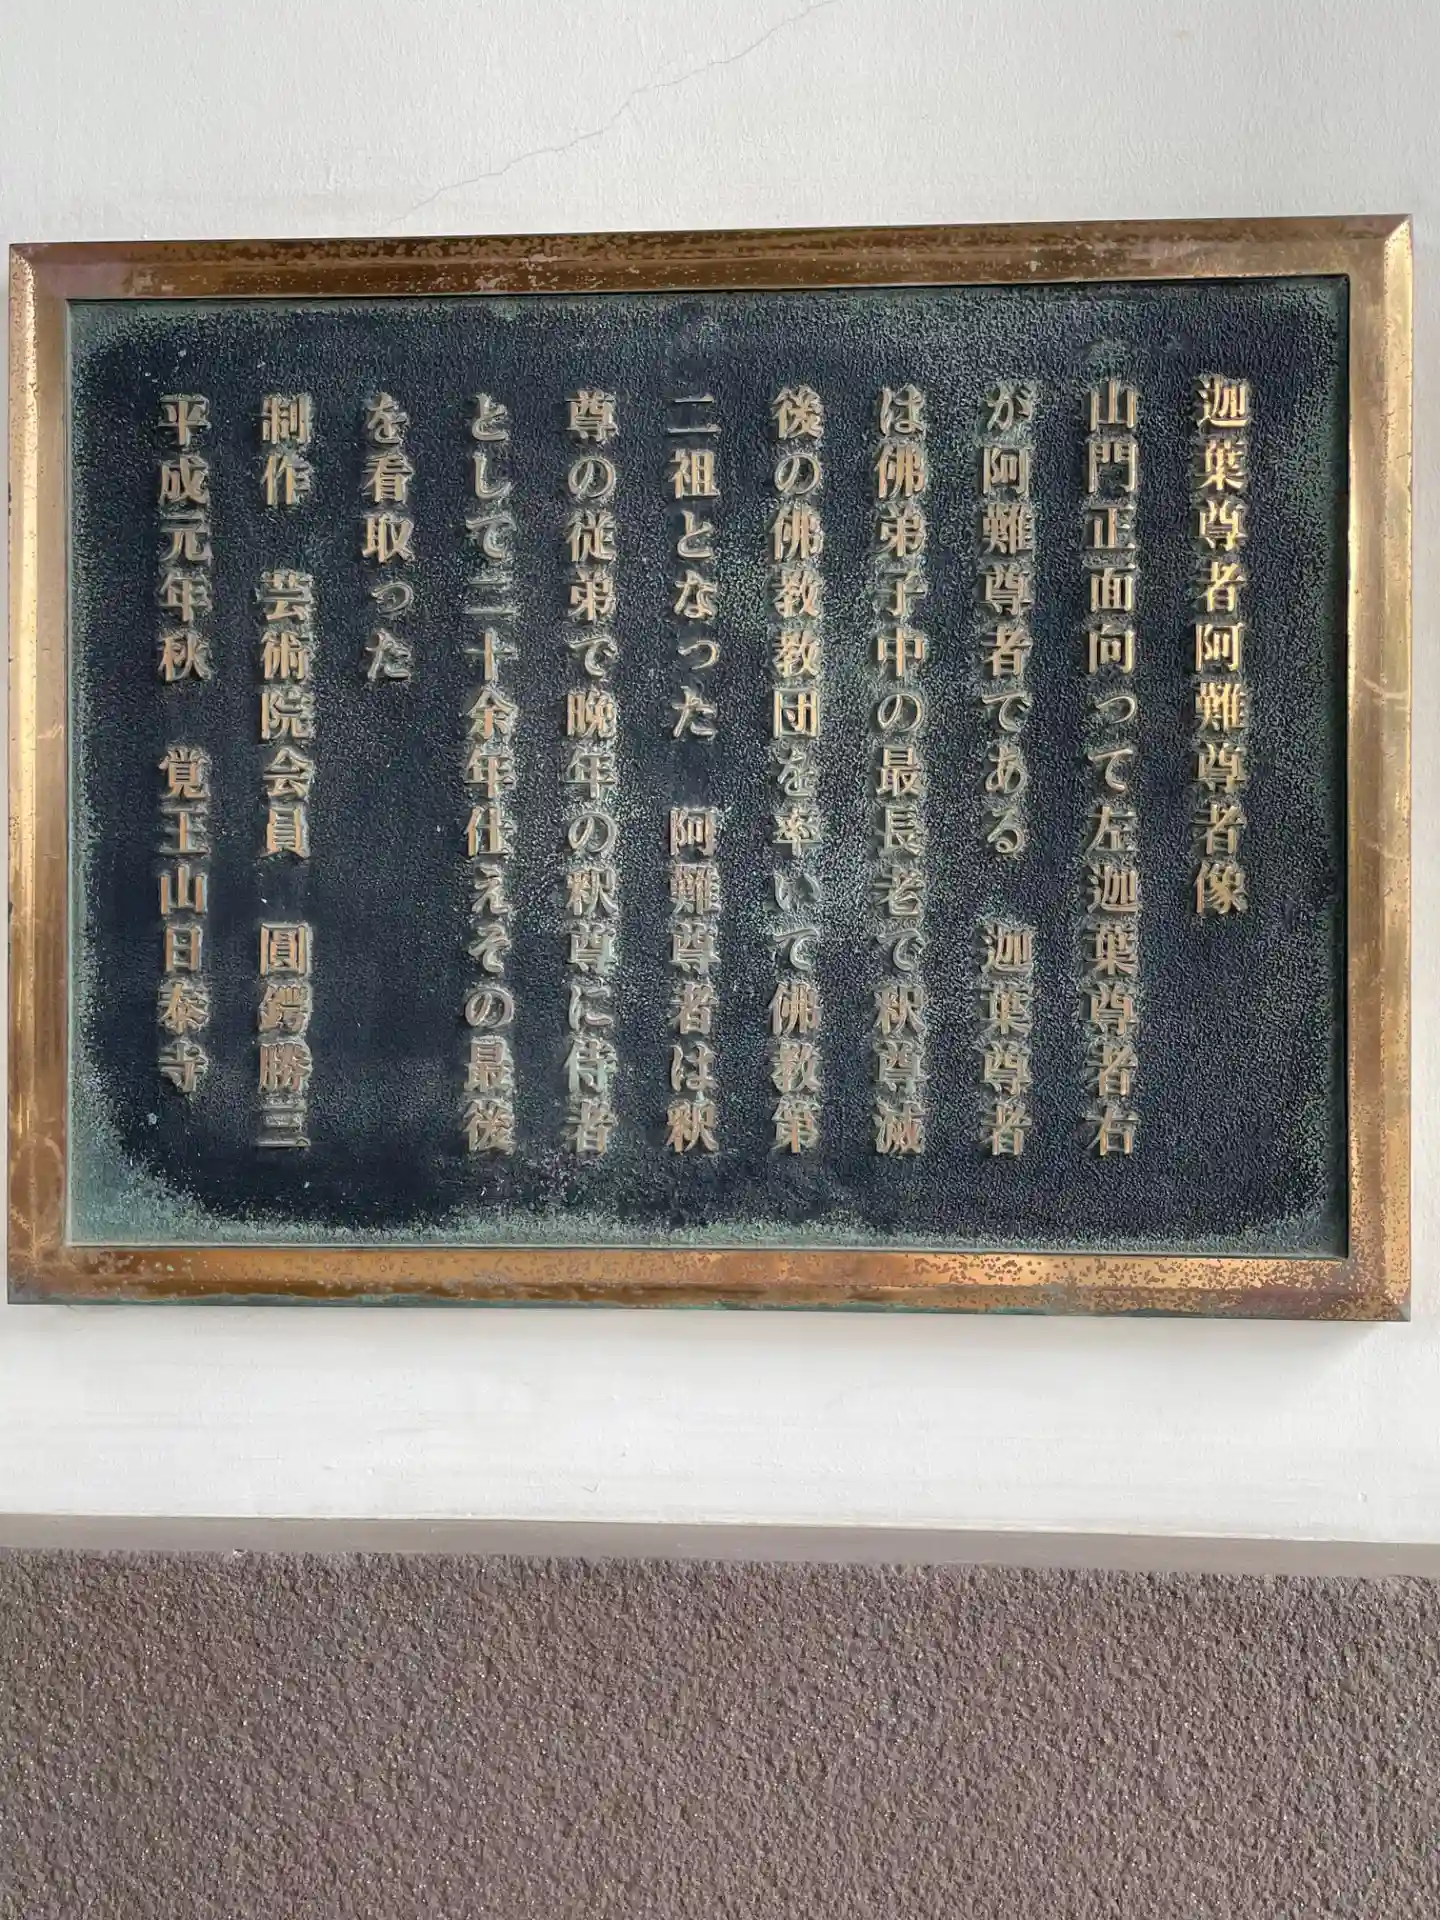 迦葉尊者阿難尊者像
山門正面向って左迦葉尊者右
が阿難尊者である　迦葉尊者
は佛弟子中の最長老で釈尊滅
後の佛教教団を率いて佛教第
二祖となった　阿難尊者は釈
尊の従弟で晩年の釈尊に侍者
として二十余年仕えその最後
を看取った
制作　芸術院会員　圓鍔勝三
平成元年秋　覚王山日泰寺